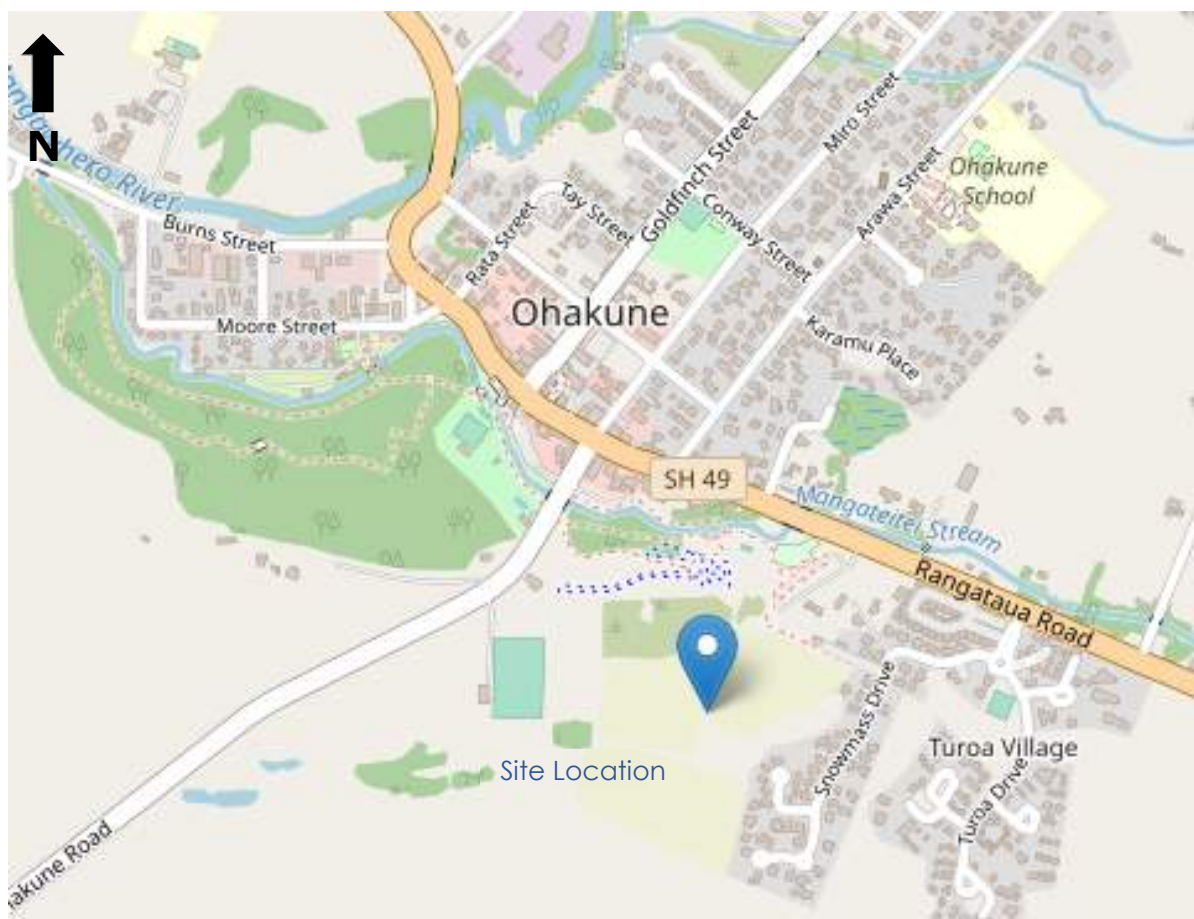 N
Burns Street
Moore Street
Rata Street
Tay Street
Goldfinch Street
Conway Street
Miro Street
Arawa Street
Ohakune
School
Ohakune
Karamu Place
SH 49
Mangateitei Stream
Rangataua Road
Snowmass Drive
Turoa Village
Turoa Drive
Site Location
Road